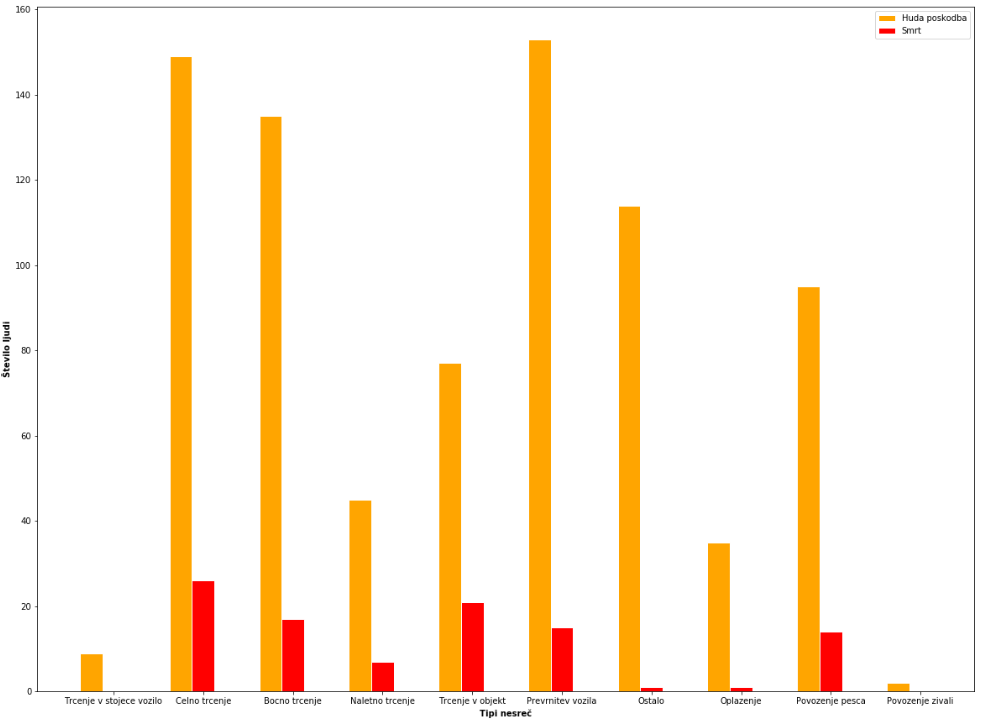 160
140
120
100
80
60
40
20
0
Število ljudi
Huda poskodba
Smrt
Trcenje v stojece vozilo Celno trcenje Bocno trcenje Naletno trcenje Trcenje v objekt Prevrnitev vozila Ostalo Oplazenje Povozenje pesca Povozenje zivali
Tipi nesreč